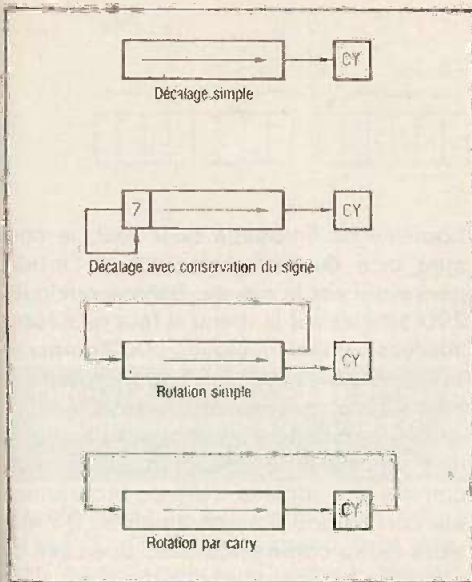 CY
Décalage simple
7
CY
Décalage avec conservation du signe
CY
Rotation simple
CY
Rotation par carry